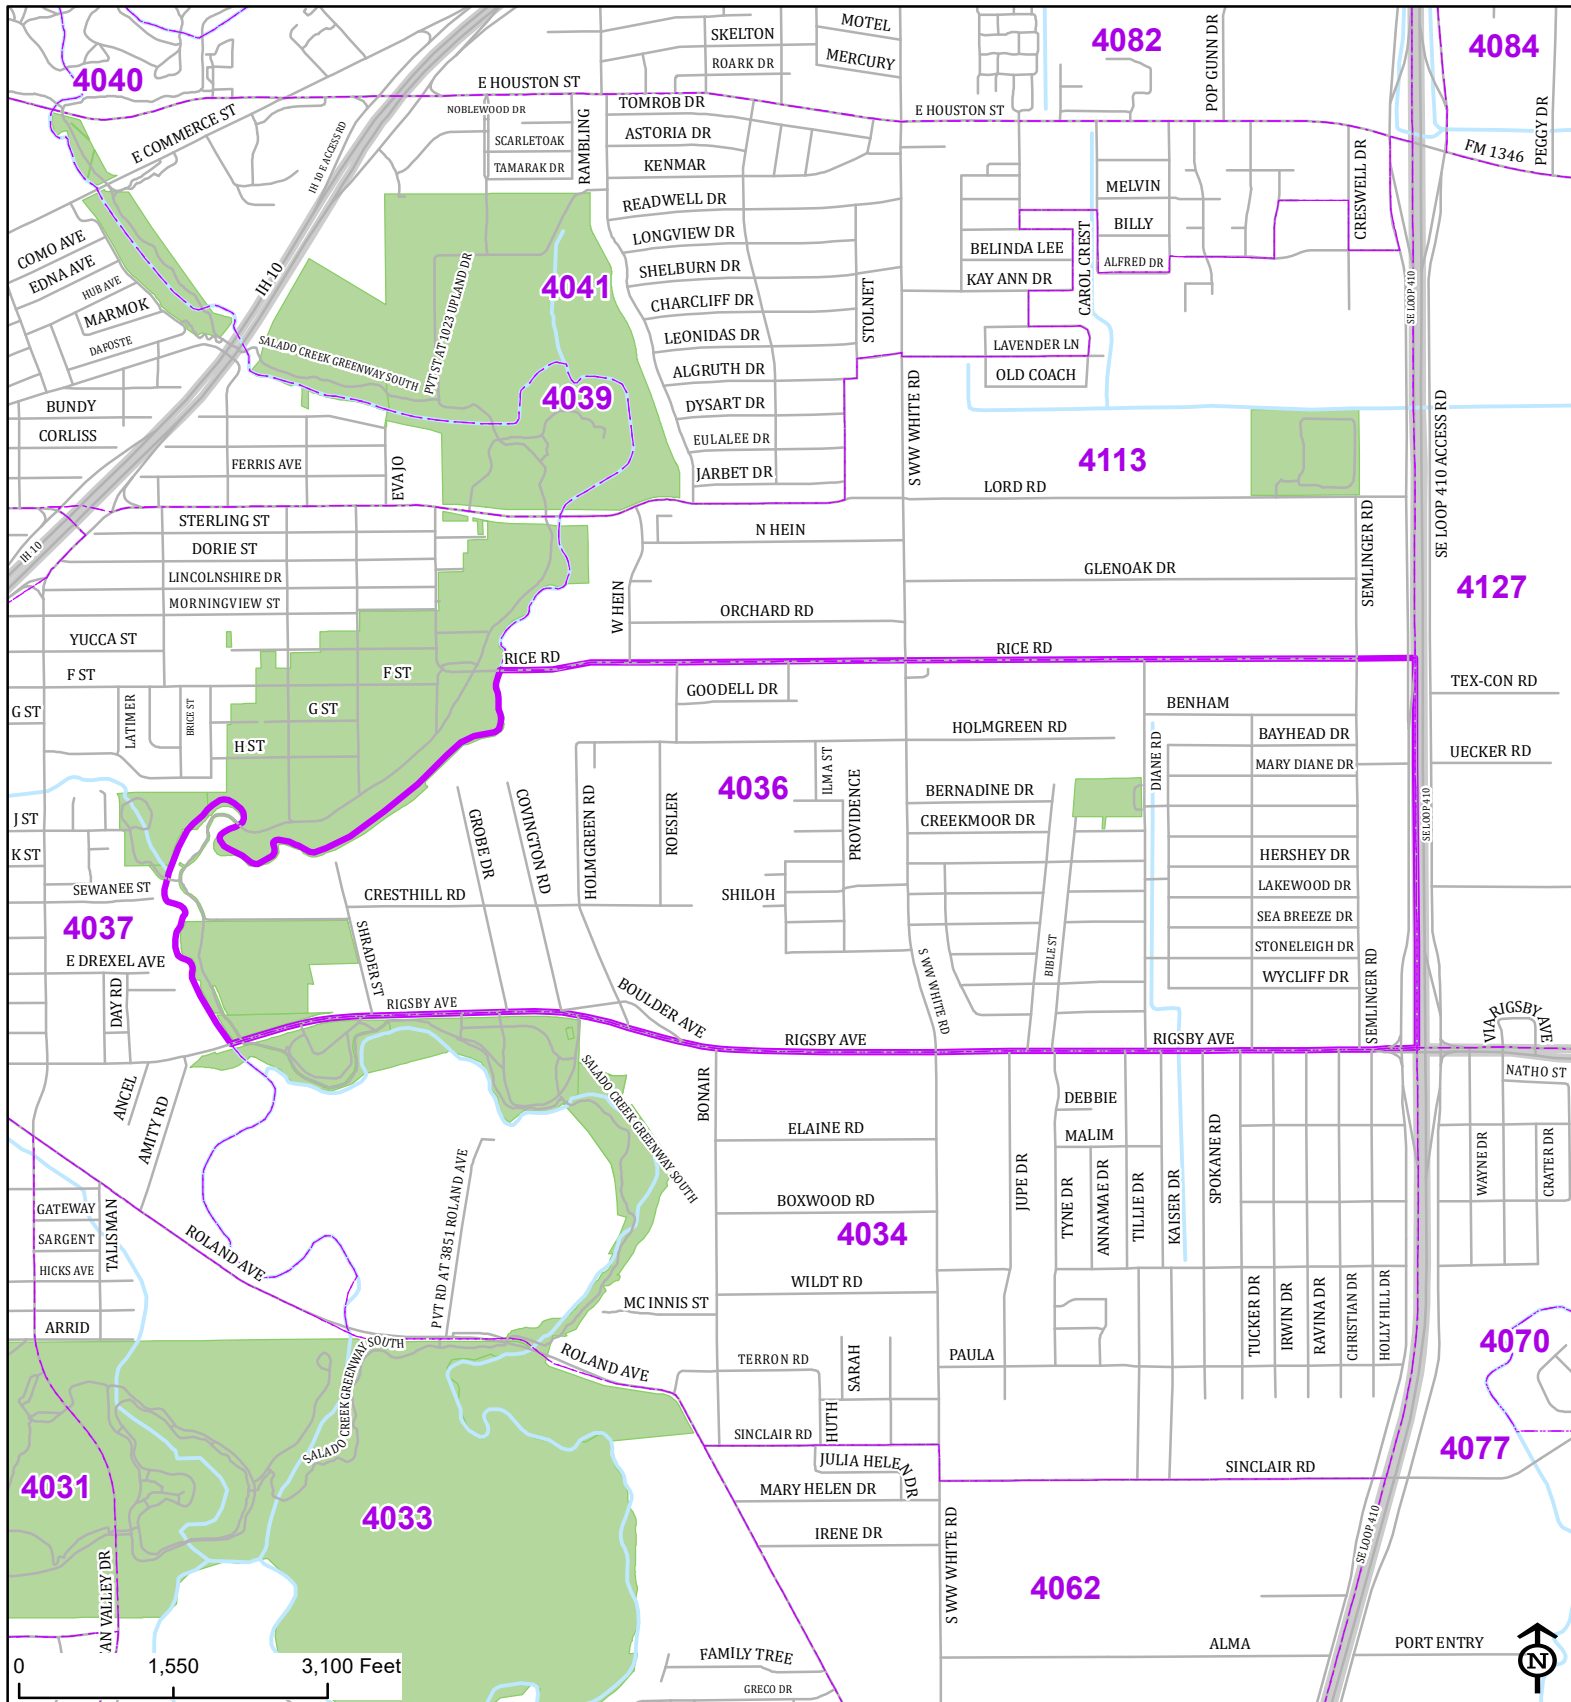 MOTEL
SKELTON
4082
POP GUNN DR
4084
MERCURY
ROARK DR
4040
E HOUSTON ST
TOMROB DR
NOBLEWOOD DR
E HOUSTON ST
PEGGY DR
E COMMERCE ST
IH 10 E ACCESS RD
SCARLETOAK
RAMBLING
ASTORIA DR
FM 1346
TAMARAK DR
KENMAR
MELVIN
CRESWELL DR
READWELL DR
BILLY
COMO AVE
LONGVIEW DR
BELINDA LEE
CAROL CREST
EDNA AVE
SHELBURN DR
KAY ANN DR
ALFRED DR
HUB AVE
IH 10
4041
SE LOOP 410
MARMOK
CHARCLIFF DR
STOLNET
DAFOSTE
SALADO CREEK GREENWAY SOUTH
PVT ST AT 1023 UPLAND DR
LEONIDAS DR
LAVENDER LN
ALGRUTH DR
OLD COACH
BUNDY
4039
DYSART DR
S WW WHITE RD
CORLISS
EULALEE DR
SE LOOP 410 ACCESS RD
FERRIS AVE
EVAJO
JARBET DR
4113
LORD RD
STERLING ST
N HEIN
SEMLINGER RD
IH 10
DORIE ST
LINCOLNSHIRE DR
GLENOAK DR
4127
MORNINGVIEW ST
W HEIN
ORCHARD RD
YUCCA ST
RICE RD
RICE RD
F ST
F ST
GOODELL DR
TEX-CON RD
G ST
LATIMER
BRICE ST
G ST
BENHAM
HOLMGREEN RD
DIANE RD
BAYHEAD DR
H ST
UECKER RD
ILMA ST
MARY DIANE DR
4036
PROVIDENCE
BERNADINE DR
J ST
GROBE DR
COVINGTON RD
HOLMGREEN RD
ROESLER
CREEKMOOR DR
SE LOOP 410
K ST
HERSHEY DR
SEWANEE ST
CRESTHILL RD
SHILOH
LAKEWOOD DR
4037
SEA BREEZE DR
SHRADER ST
S WW WHITE RD
BIBLE ST
STONELEIGH DR
E DREXEL AVE
WYCLIFF DR
SEMLINGER RD
DAY RD
RIGSBY AVE
BOULDER AVE
VIA RIGSBY AVE
RIGSBY AVE
RIGSBY AVE
SALADO CREEK GREENWAY SOUTH
NATHO ST
ANCEL
BONAIR
DEBBIE
AMITY RD
ELAINE RD
MALIM
PVT RD AT 3851 ROLAND AVE
JUPE DR
TYNE DR
ANNAMAE DR
TILLIE DR
KAISER DR
SPOKANE RD
WAYNE DR
CRATER DR
GATEWAY
TALISMAN
BOXWOOD RD
SARGENT
ROLAND AVE
4034
HICKS AVE
WILDT RD
MC INNIS ST
TUCKER DR
IRWIN DR
RAVINA DR
CHRISTIAN DR
HOLLY HILL DR
ARRID
SALADO CREEK GREENWAY SOUTH
4070
ROLAND AVE
TERRON RD
SARAH
PAULA
HUTH
SINCLAIR RD
4077
JULIA HELEN DR
SINCLAIR RD
4031
MARY HELEN DR
4033
S WW WHITE RD
IRENE DR
SE LOOP 410
4062
AN VALLEY DR
ALMA
PORT ENTRY
FAMILY TREE
0 1,550 3,100 Feet
N
GRECO DR